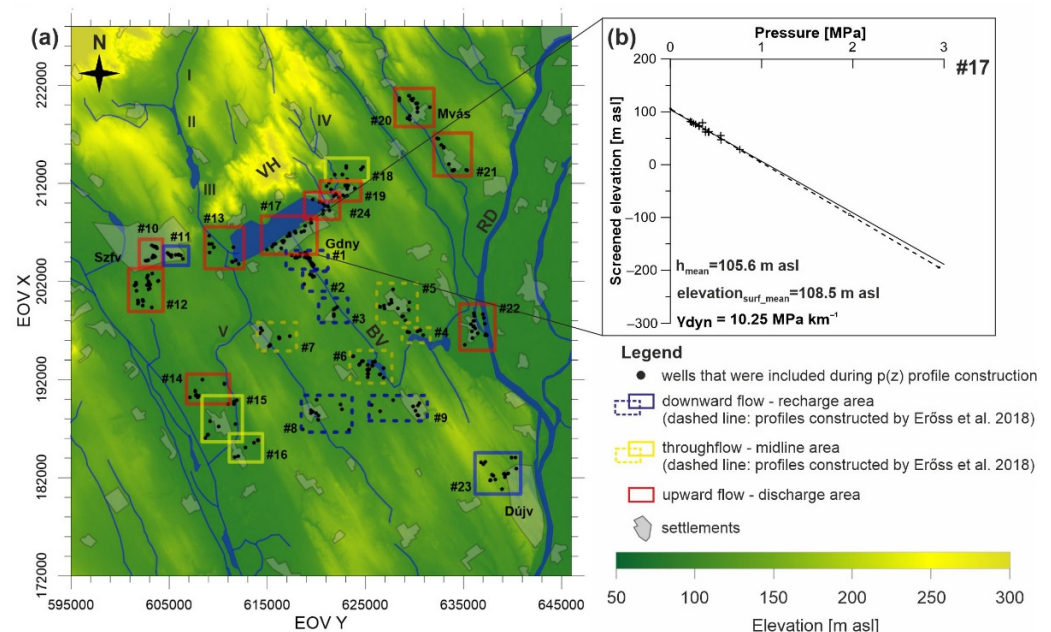 (a)
N
I
II
III
IV
V
VH
RD
BV
#20
Mvás
#21
#18
#19
#24
#17
#13
#10
#11
Szfv
#12
Gdny
#1
#2
#3
#5
#4
#22
#7
#6
#14
#15
#16
#8
#9
#23
Dújv
222000
212000
202000
192000
182000
172000
EOV X
595000
605000
615000
625000
635000
645000
EOV Y
(b)
Pressure [MPa]
0
1
2
3
#17
200
100
0
−100
−200
−300
Screened elevation [m asl]
hmean=105.6 m asl
elevationsurf_mean=108.5 m asl
Ydyn = 10.25 MPa km⁻¹
Legend
wells that were included during p(z) profile construction
downward flow - recharge area
(dashed line: profiles constructed by Erőss et al. 2018)
throughflow - midline area
(dashed line: profiles constructed by Erőss et al. 2018)
upward flow - discharge area
settlements
50
100
150
200
250
300
Elevation [m asl]